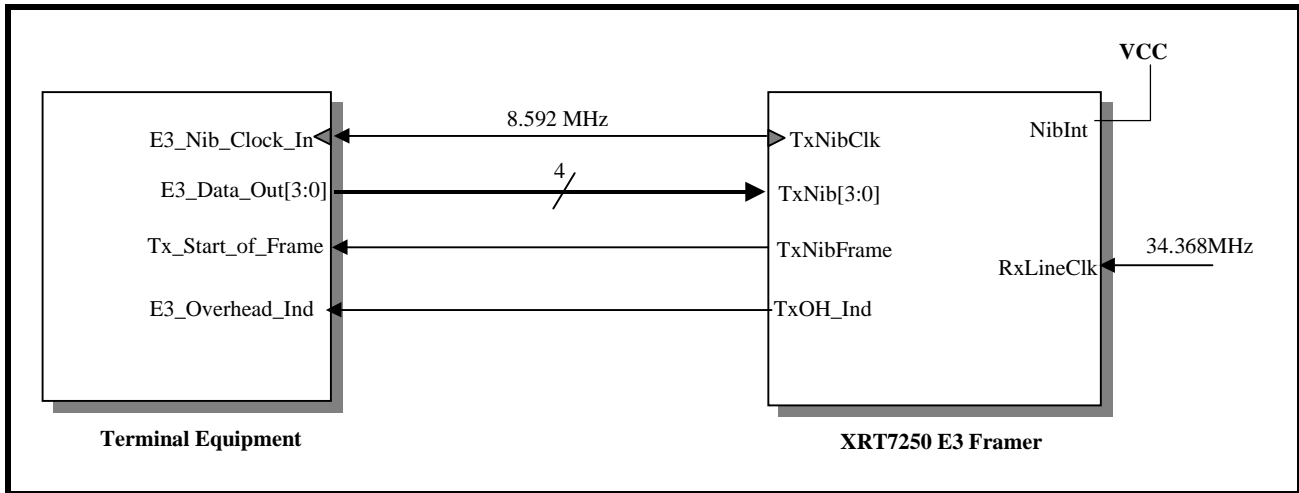 VCC
8.592 MHz
E3_Nib_Clock_In
TxNibClk
NibInt
4
E3_Data_Out[3:0]
TxNib[3:0]
Tx_Start_of_Frame
TxNibFrame
34.368MHz
RxLineClk
E3_Overhead_Ind
TxOH_Ind
Terminal Equipment
XRT7250 E3 Framer